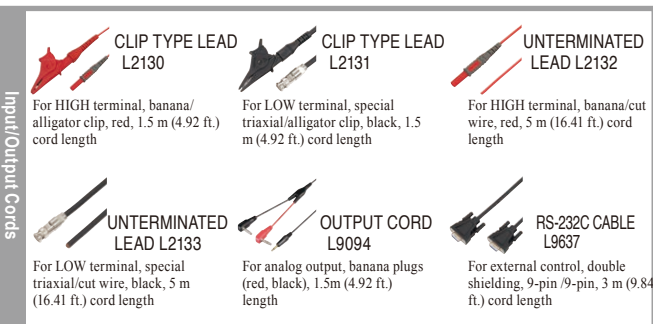 Input/Output Cords
CLIP TYPE LEAD
L2130
For HIGH terminal, banana/
alligator clip, red, 1.5 m (4.92 ft.)
cord length
CLIP TYPE LEAD
L2131
For LOW terminal, special
triaxial/alligator clip, black, 1.5
m (4.92 ft.) cord length
UNTERMINATED
LEAD L2132
For HIGH terminal, banana/cut
wire, red, 5 m (16.41 ft.) cord
length
UNTERMINATED
LEAD L2133
For LOW terminal, special
triaxial/cut wire, black, 5 m
(16.41 ft.) cord length
OUTPUT CORD
L9094
For analog output, banana plugs
(red, black), 1.5m (4.92 ft.)
length
RS-232C CABLE
L9637
For external control, double
shielding, 9-pin /9-pin, 3 m (9.84
ft.) cord length